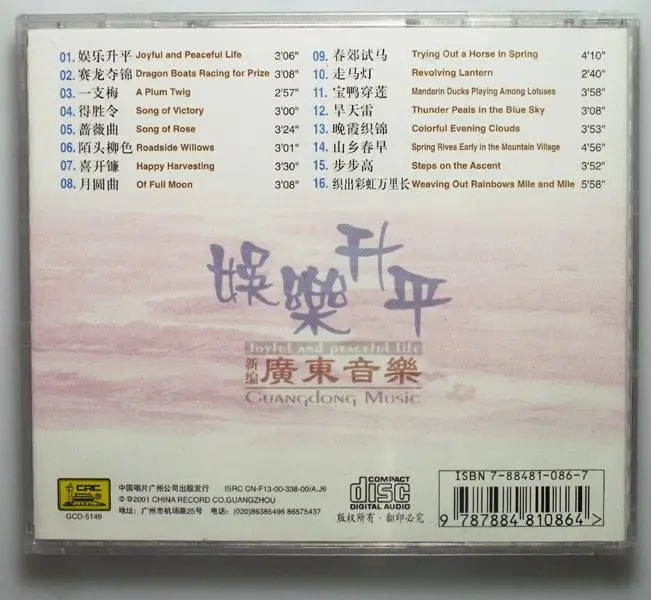 01. 娱乐升平 Joyful and Peaceful Life 3'06"
02. 赛龙夺锦 Dragon Boats Racing for Prize 3'08"
03. 一支梅 A Plum Twig 2'57"
04. 得胜令 Song of Victory 3'00"
05. 蔷薇曲 Song of Rose 3'24"
06. 陌头柳色 Roadside Willows 3'01"
07. 喜开镰 Happy Harvesting 3'30"
08. 月圆曲 Of Full Moon 3'08"
09. 春郊试马 Trying Out a Horse in Spring 4'10"
10. 走马灯 Revolving Lantern 2'40"
11. 宝鸭穿莲 Mandarin Ducks Playing Among Lotuses 3'58"
12. 旱天雷 Thunder Peals in the Blue Sky 3'08"
13. 晚霞织锦 Colorful Evening Clouds 3'53"
14. 山乡春早 Spring Rives Early in the Mountain Village 4'56"
15. 步步高 Steps on the Ascent 3'52"
16. 织出彩虹万里长 Weaving Out Rainbows Mile and Mile 5'58"
娱樂升平
Joyful and peaceful life
新编 廣東音樂
Guangdong Music
CRC
GCD-5149
中国唱片广州公司出版发行 ISRC CN-F13-00-338-00/A.J6
© ℗ 2001 CHINA RECORD CO.GUANGZHOU
地址: 广州市机场路25号 电话: (020)86385496 86575437
COMPACT
disc
DIGITAL AUDIO
版权所有·翻印必究
ISBN 7-88481-086-7
9 787884 810864 >